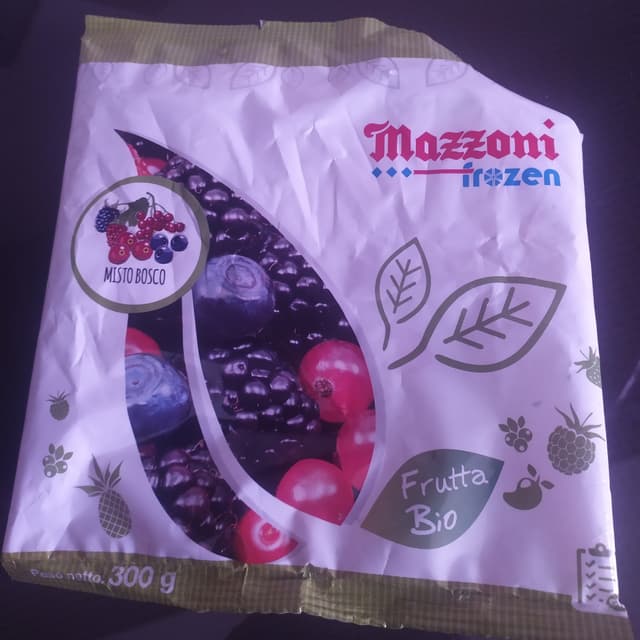 Mazzoni
frozen
MISTO BOSCO
Frutta
Bio
Peso netto. 300 g